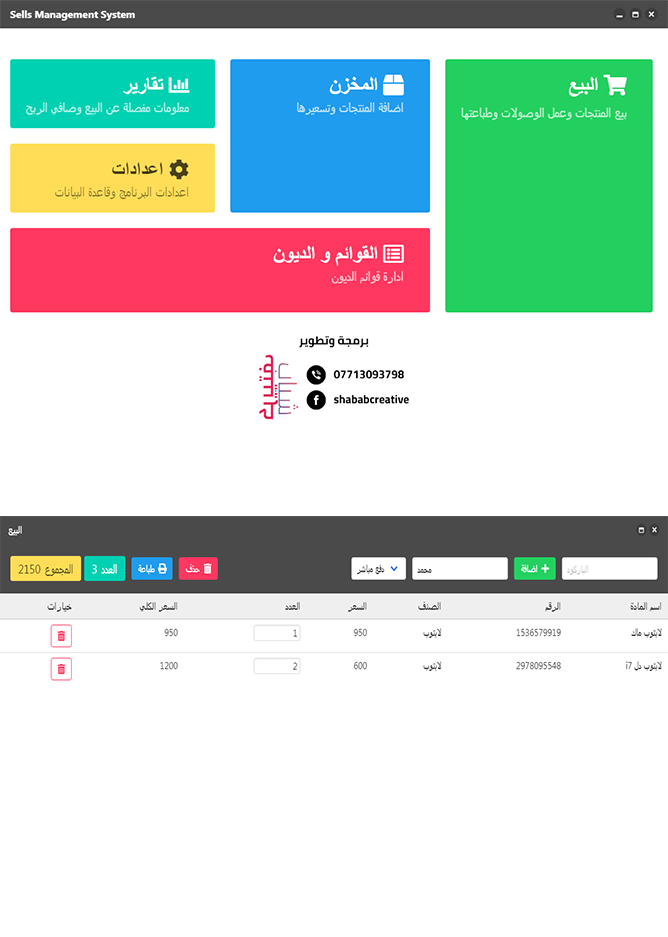 Sells Management System
البيع
بيع المنتجات وعمل الوصولات وطباعتها
المخزن
اضافة المنتجات وتسعيرها
تقارير
معلومات مفصلة عن البيع وصافي الربح
اعدادات
اعدادات البرنامج وقاعدة البيانات
القوائم و الديون
ادارة قوائم الديون
برمجة وتطوير
07713093798
shababcreative
البيع
الباركود
اضافة
محمد
دفع مباشر
حذف
طباعة
العدد 3
المجموع 2150
اسم المادة الرقم الصنف السعر العدد السعر الكلي خيارات
لابتوب ماك 1536579919 لابتوب 950 1 950
لابتوب دل i7 2978095548 لابتوب 600 2 1200